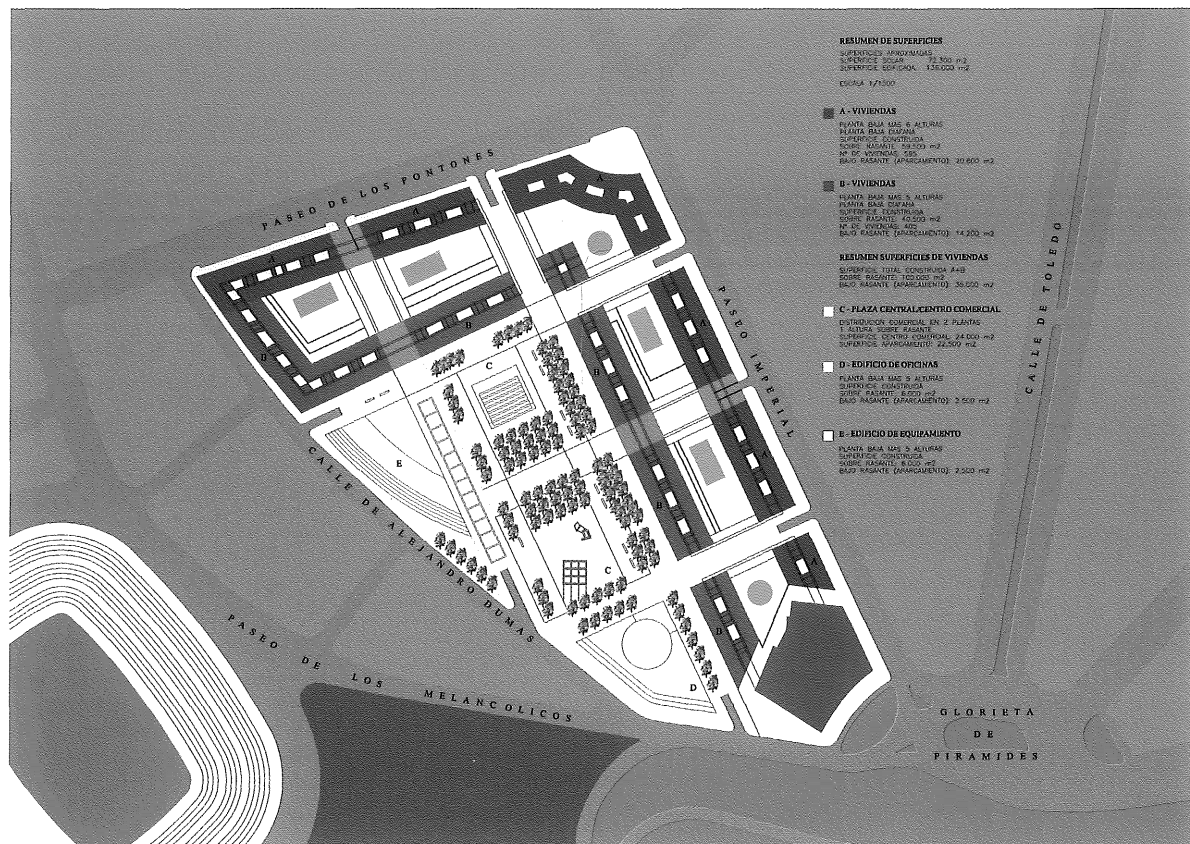 RESUMEN DE SUPERFICIES
SUPERFICIES APROXIMADAS
SUPERFICIE SOLAR 72.300 m2
SUPERFICIE EDIFICADA 138.000 m2
ESCALA 1/1500
A - VIVIENDAS
PLANTA BAJA MAS 6 ALTURAS
PLANTA BAJA DIAFANA
SUPERFICIE CONSTRUIDA
SOBRE RASANTE: 59.500 m2
Nº DE VIVIENDAS: 595
BAJO RASANTE (APARCAMIENTO): 20.800 m2
B - VIVIENDAS
PLANTA BAJA MAS 5 ALTURAS
PLANTA BAJA DIAFANA
SUPERFICIE CONSTRUIDA
SOBRE RASANTE: 40.500 m2
Nº DE VIVIENDAS: 405
BAJO RASANTE (APARCAMIENTO): 14.200 m2
RESUMEN SUPERFICIES DE VIVIENDAS
SUPERFICIE TOTAL CONSTRUIDA A+B
SOBRE RASANTE: 100.000 m2
BAJO RASANTE (APARCAMIENTO): 35.000 m2
C - PLAZA CENTRAL/CENTRO COMERCIAL
DISTRIBUCION COMERCIAL EN 2 PLANTAS
1 ALTURA SOBRE RASANTE
SUPERFICIE CENTRO COMERCIAL: 24.000 m2
SUPERFICIE APARCAMIENTO: 22.500 m2
D - EDIFICIO DE OFICINAS
PLANTA BAJA MAS 5 ALTURAS
SUPERFICIE CONSTRUIDA
SOBRE RASANTE: 6.000 m2
BAJO RASANTE (APARCAMIENTO): 2.500 m2
E - EDIFICIO DE EQUIPAMIENTO
PLANTA BAJA MAS 5 ALTURAS
SUPERFICIE CONSTRUIDA
SOBRE RASANTE: 8.000 m2
BAJO RASANTE (APARCAMIENTO): 2.500 m2
PASEO DE LOS PONTONES
PASEO IMPERIAL
CALLE DE TOLEDO
CALLE DE ALEJANDRO DUMAS
PASEO DE LOS MELANCOLICOS
GLORIETA
DE
PIRAMIDES
A
A
A
B
B
A
B
A
B
A
C
E
C
D